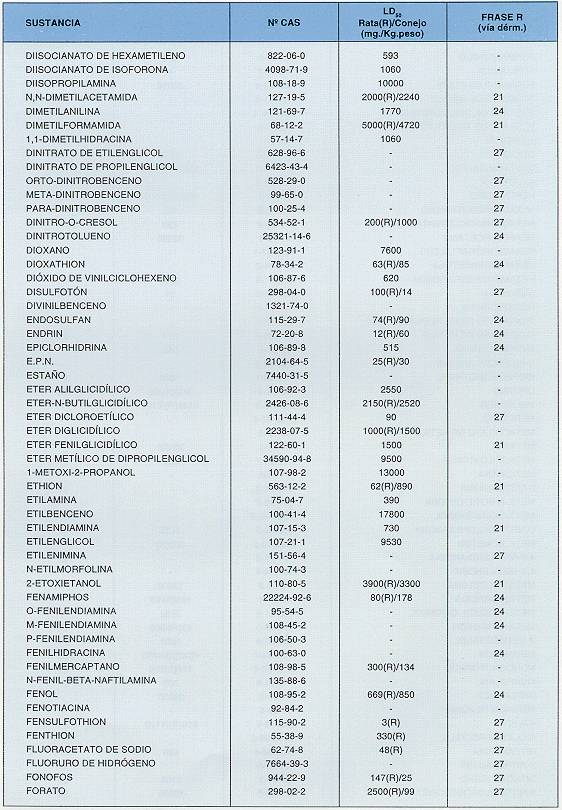 SUSTANCIA Nº CAS LD50 Rata(R)/Conejo (mg./Kg.peso) FRASE R (vía dérm.)
DIISOCIANATO DE HEXAMETILENO 822-06-0 593 -
DIISOCIANATO DE ISOFORONA 4098-71-9 1060 -
DIISOPROPILAMINA 108-18-9 10000 -
N,N-DIMETILACETAMIDA 127-19-5 2000(R)/2240 21
DIMETILANILINA 121-69-7 1770 24
DIMETILFORMAMIDA 68-12-2 5000(R)/4720 21
1,1-DIMETILHIDRACINA 57-14-7 1060 -
DINITRATO DE ETILENGLICOL 628-96-6 - 27
DINITRATO DE PROPILENGLICOL 6423-43-4 - -
ORTO-DINITROBENCENO 528-29-0 - 27
META-DINITROBENCENO 99-65-0 - 27
PARA-DINITROBENCENO 100-25-4 - 27
DINITRO-O-CRESOL 534-52-1 200(R)/1000 27
DINITROTOLUENO 25321-14-6 - 24
DIOXANO 123-91-1 7600 -
DIOXATHION 78-34-2 63(R)/85 24
DIÓXIDO DE VINILCICLOHEXENO 106-87-6 620 -
DISULFOTÓN 298-04-0 100(R)/14 27
DIVINILBENCENO 1321-74-0 - -
ENDOSULFAN 115-29-7 74(R)/90 24
ENDRIN 72-20-8 12(R)/60 24
EPICLORHIDRINA 106-89-8 515 24
E.P.N. 2104-64-5 25(R)/30 -
ESTAÑO 7440-31-5 - -
ETER ALILGLICIDÍLICO 106-92-3 2550 -
ETER-N-BUTILGLICIDÍLICO 2426-08-6 2150(R)/2520 -
ETER DICLOROETÍLICO 111-44-4 90 27
ETER DIGLICIDÍLICO 2238-07-5 1000(R)/1500 -
ETER FENILGLICIDÍLICO 122-60-1 1500 21
ETER METÍLICO DE DIPROPILENGLICOL 34590-94-8 9500 -
1-METOXI-2-PROPANOL 107-98-2 13000 -
ETHION 563-12-2 62(R)/890 21
ETILAMINA 75-04-7 390 -
ETILBENCENO 100-41-4 17800 -
ETILENDIAMINA 107-15-3 730 21
ETILENGLICOL 107-21-1 9530 -
ETILENIMINA 151-56-4 - 27
N-ETILMORFOLINA 100-74-3 - -
2-ETOXIETANOL 110-80-5 3900(R)/3300 21
FENAMIPHOS 22224-92-6 80(R)/178 24
O-FENILENDIAMINA 95-54-5 - 24
M-FENILENDIAMINA 108-45-2 - 24
P-FENILENDIAMINA 106-50-3 - -
FENILHIDRACINA 100-63-0 - 24
FENILMERCAPTANO 108-98-5 300(R)/134 -
N-FENIL-BETA-NAFTILAMINA 135-88-6 - -
FENOL 108-95-2 669(R)/850 24
FENOTIACINA 92-84-2 - -
FENSULFOTHION 115-90-2 3(R) 27
FENTHION 55-38-9 330(R) 21
FLUORACETATO DE SODIO 62-74-8 48(R) 27
FLUORURO DE HIDRÓGENO 7664-39-3 - 27
FONOFOS 944-22-9 147(R)/25 27
FORATO 298-02-2 2500(R)/99 27